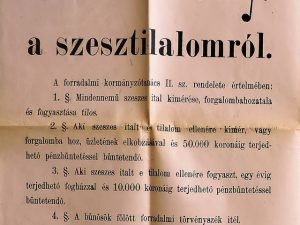 a szesztilalomról.
A forradalmi kormányzótanács II. sz. rendelete értelmében:
1. §. Mindennemű szeszes ital kimérése, forgalombahozatala
és fogyasztása tilos.
2. §. Aki szeszes italt e tilalom ellenére kimér, vagy
forgalomba hoz, üzletének elkobzásával és 50.000 koronáig terjed-
hető pénzbüntetéssel büntetendő.
3. §. Aki szeszes italt e tilalom ellenére fogyaszt, egy évig
terjedhető fogházzal és 10.000 koronáig terjedhető pénzbüntetéssel
büntetendő.
4. §. A bűnösök fölött forradalmi törvényszék itél.